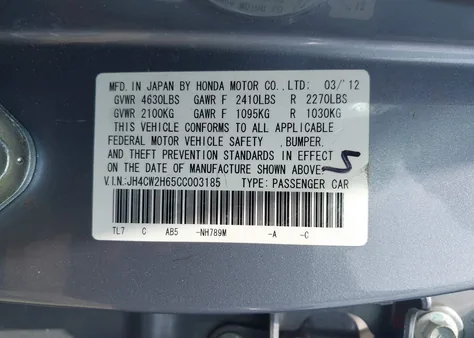 MFD. IN JAPAN BY HONDA MOTOR CO., LTD: 03/'12
GVWR 4630LBS GAWR F 2410LBS R 2270LBS
GVWR 2100KG GAWR F 1095KG R 1030KG
THIS VEHICLE CONFORMS TO ALL APPLICABLE
FEDERAL MOTOR VEHICLE SAFETY ,BUMPER,
AND THEFT PREVENTION STANDARDS IN EFFECT
ON THE DATE OF MANUFACTURE SHOWN ABOVE.
V.I.N.:JH4CW2H65CC003185 TYPE: PASSENGER CAR
TL7 C AB5 -NH789M -A -C